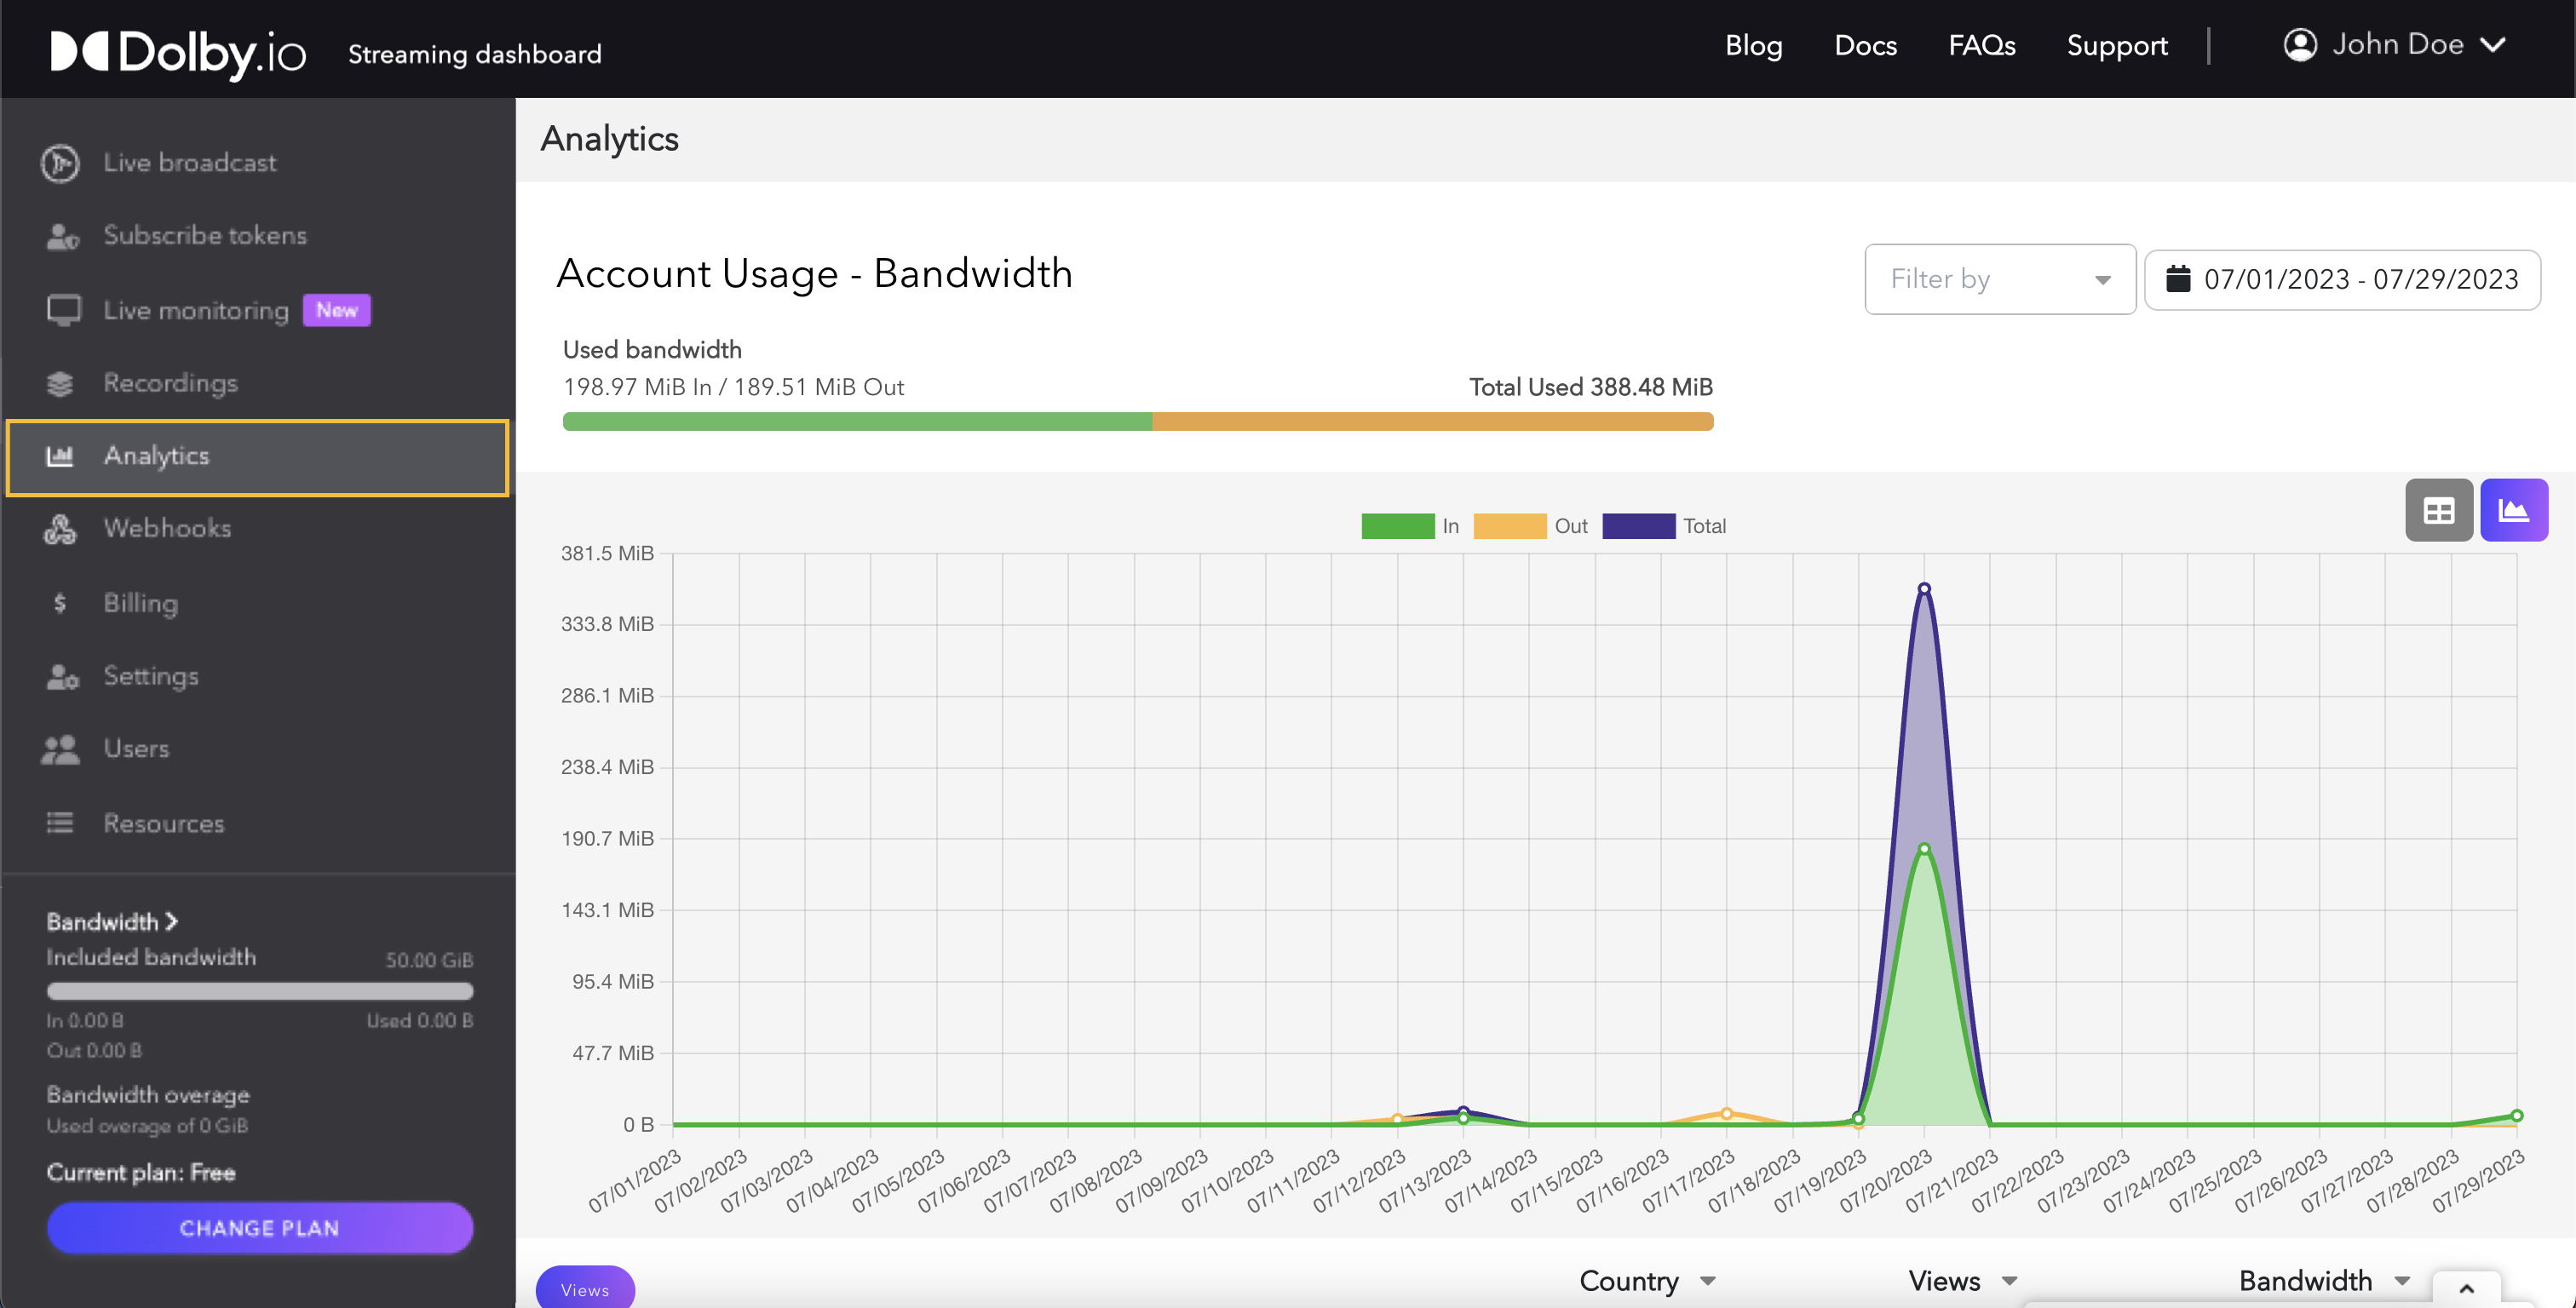 Dolby.io Streaming dashboard Blog Docs FAQs Support John Doe
Live broadcast
Subscribe tokens
Live monitoring New
Recordings
Analytics
Webhooks
Billing
Settings
Users
Resources
Bandwidth
Included bandwidth 50.00 GiB
In 0.00 B Used 0.00 B
Out 0.00 B
Bandwidth overage
Used overage of 0 GiB
Current plan: Free
CHANGE PLAN
Analytics
Account Usage - Bandwidth
Filter by
07/01/2023 - 07/29/2023
Used bandwidth
198.97 MiB In / 189.51 MiB Out Total Used 388.48 MiB
In Out Total
381.5 MiB
333.8 MiB
286.1 MiB
238.4 MiB
190.7 MiB
143.1 MiB
95.4 MiB
47.7 MiB
0 B
07/01/2023
07/02/2023
07/03/2023
07/04/2023
07/05/2023
07/06/2023
07/07/2023
07/08/2023
07/09/2023
07/10/2023
07/11/2023
07/12/2023
07/13/2023
07/14/2023
07/15/2023
07/16/2023
07/17/2023
07/18/2023
07/19/2023
07/20/2023
07/21/2023
07/22/2023
07/23/2023
07/24/2023
07/25/2023
07/26/2023
07/27/2023
07/28/2023
07/29/2023
Views Country Views Bandwidth